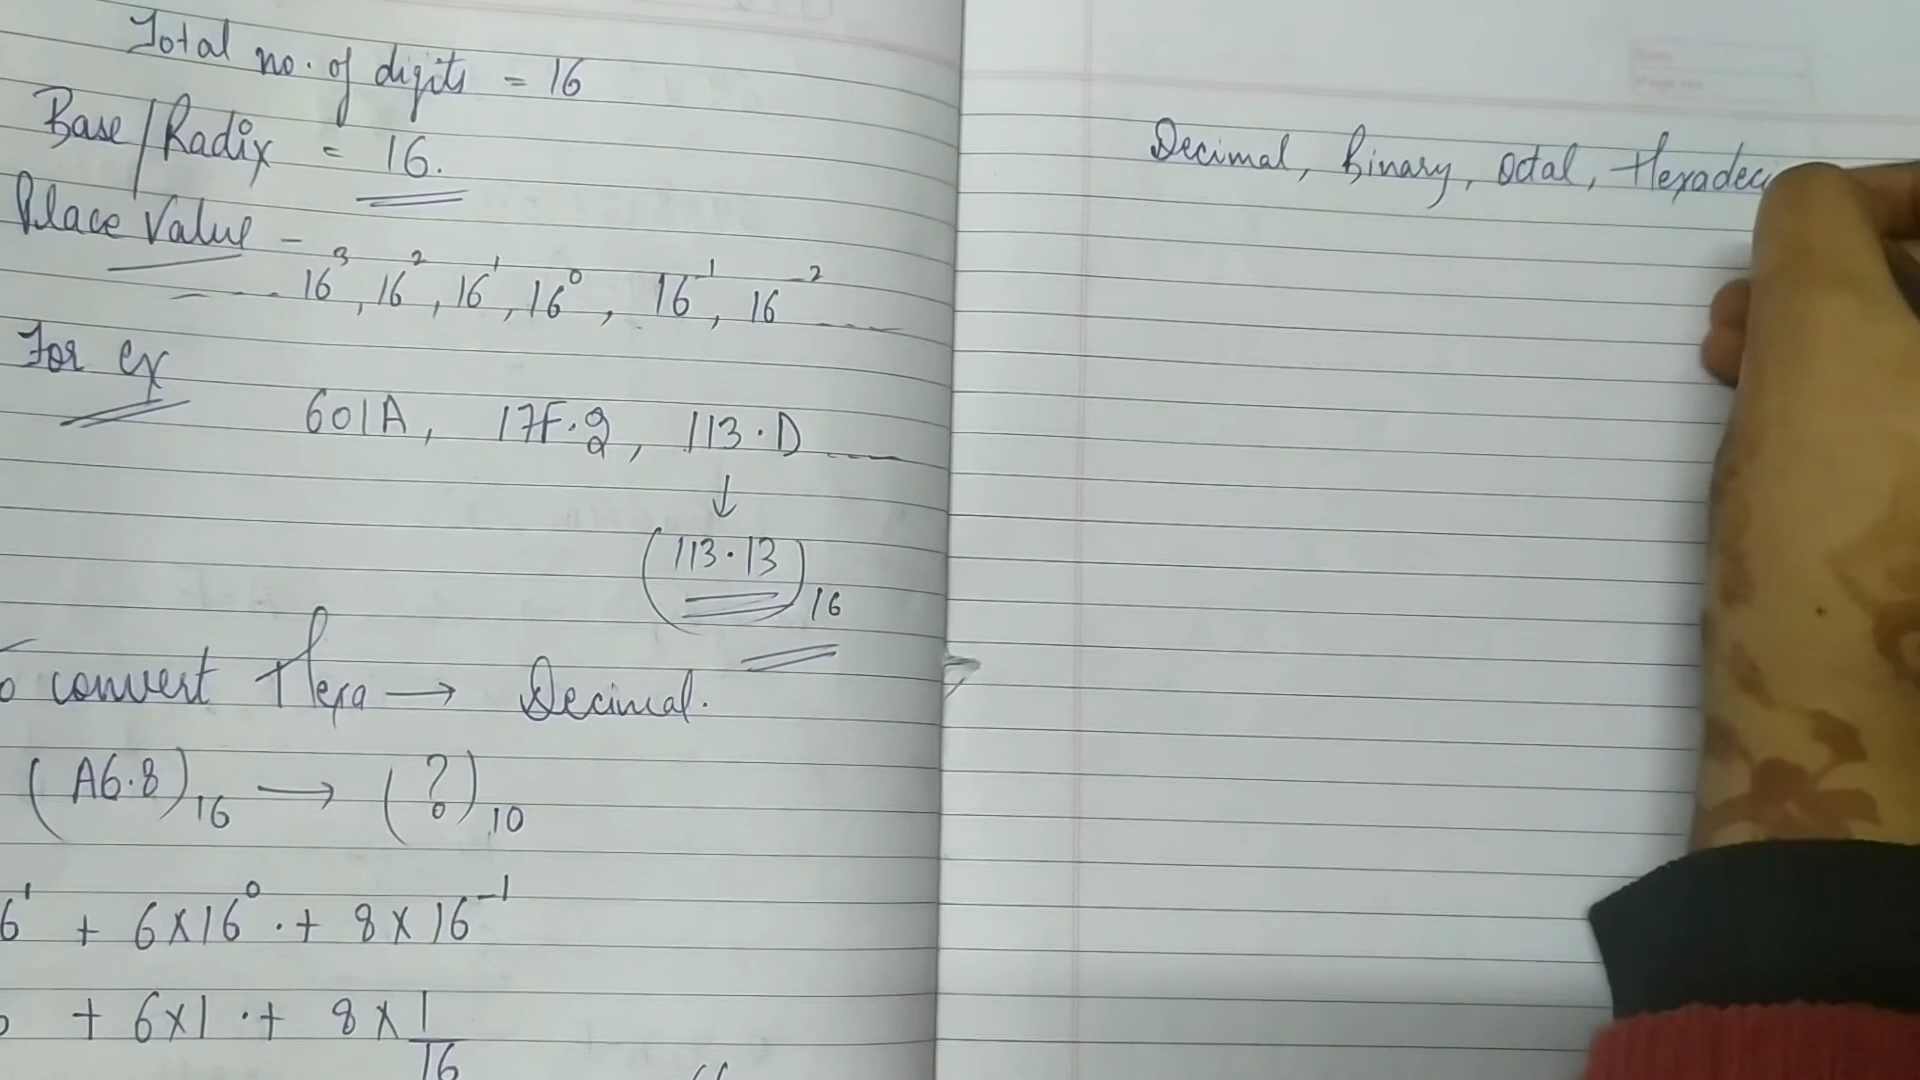 Total no. of digits = 16
Base/Radix = 16.
Place Value -
--- 16³, 16², 16¹, 16⁰, 16⁻¹, 16⁻² ---
For ex
601A, 17F.2, 113.D ---
↓
(113.13)₁₆
convert Hexa → Decimal.
(A6.8)₁₆ → (?)₁₀
6¹ + 6×16⁰ .+ 8×16⁻¹
+ 6×1 .+ 8×1/16
Decimal, Binary, Octal, Hexadec